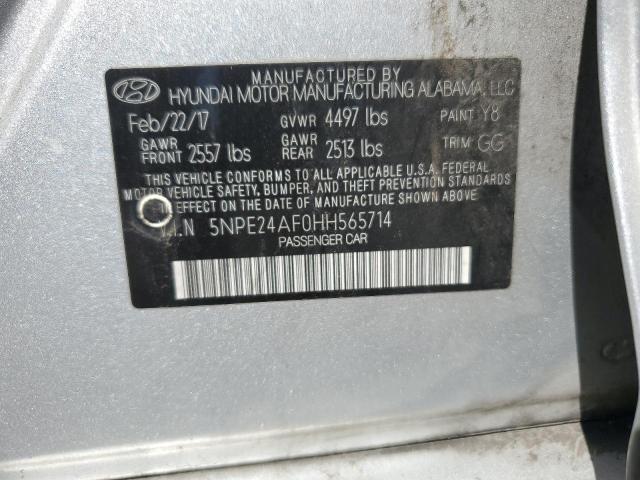 MANUFACTURED BY
HYUNDAI MOTOR MANUFACTURING ALABAMA, LLC
Feb/22/17 GVWR 4497 lbs PAINT Y8
GAWR FRONT 2557 lbs GAWR REAR 2513 lbs TRIM GG
THIS VEHICLE CONFORMS TO ALL APPLICABLE U.S.A. FEDERAL
MOTOR VEHICLE SAFETY, BUMPER, AND THEFT PREVENTION STANDARDS
IN EFFECT ON THE DATE OF MANUFACTURE SHOWN ABOVE.
V.I.N 5NPE24AF0HH565714
PASSENGER CAR